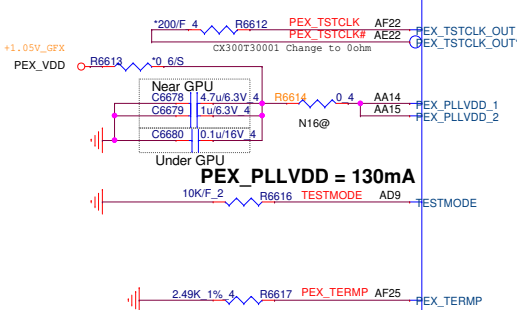 *200/F_4 R6612 PEX_TSTCLK AF22 PEX_TSTCLK_OUT
PEX_TSTCLK# AE22 PEX_TSTCLK_OUT*
+1.05V_GFX CX300T30001 Change to 0ohm
PEX_VDD R6613 *0_6/S
Near GPU
C6678 4.7u/6.3V_4 R6614 0_4 AA14 PEX_PLLVDD_1
C6679 1u/6.3V_4 AA15 PEX_PLLVDD_2
N16@
C6680 0.1u/16V_4
Under GPU
PEX_PLLVDD = 130mA
10K/F_2 R6616 TESTMODE AD9 TESTMODE
2.49K_1%_4 R6617 PEX_TERMP AF25 PEX_TERMP